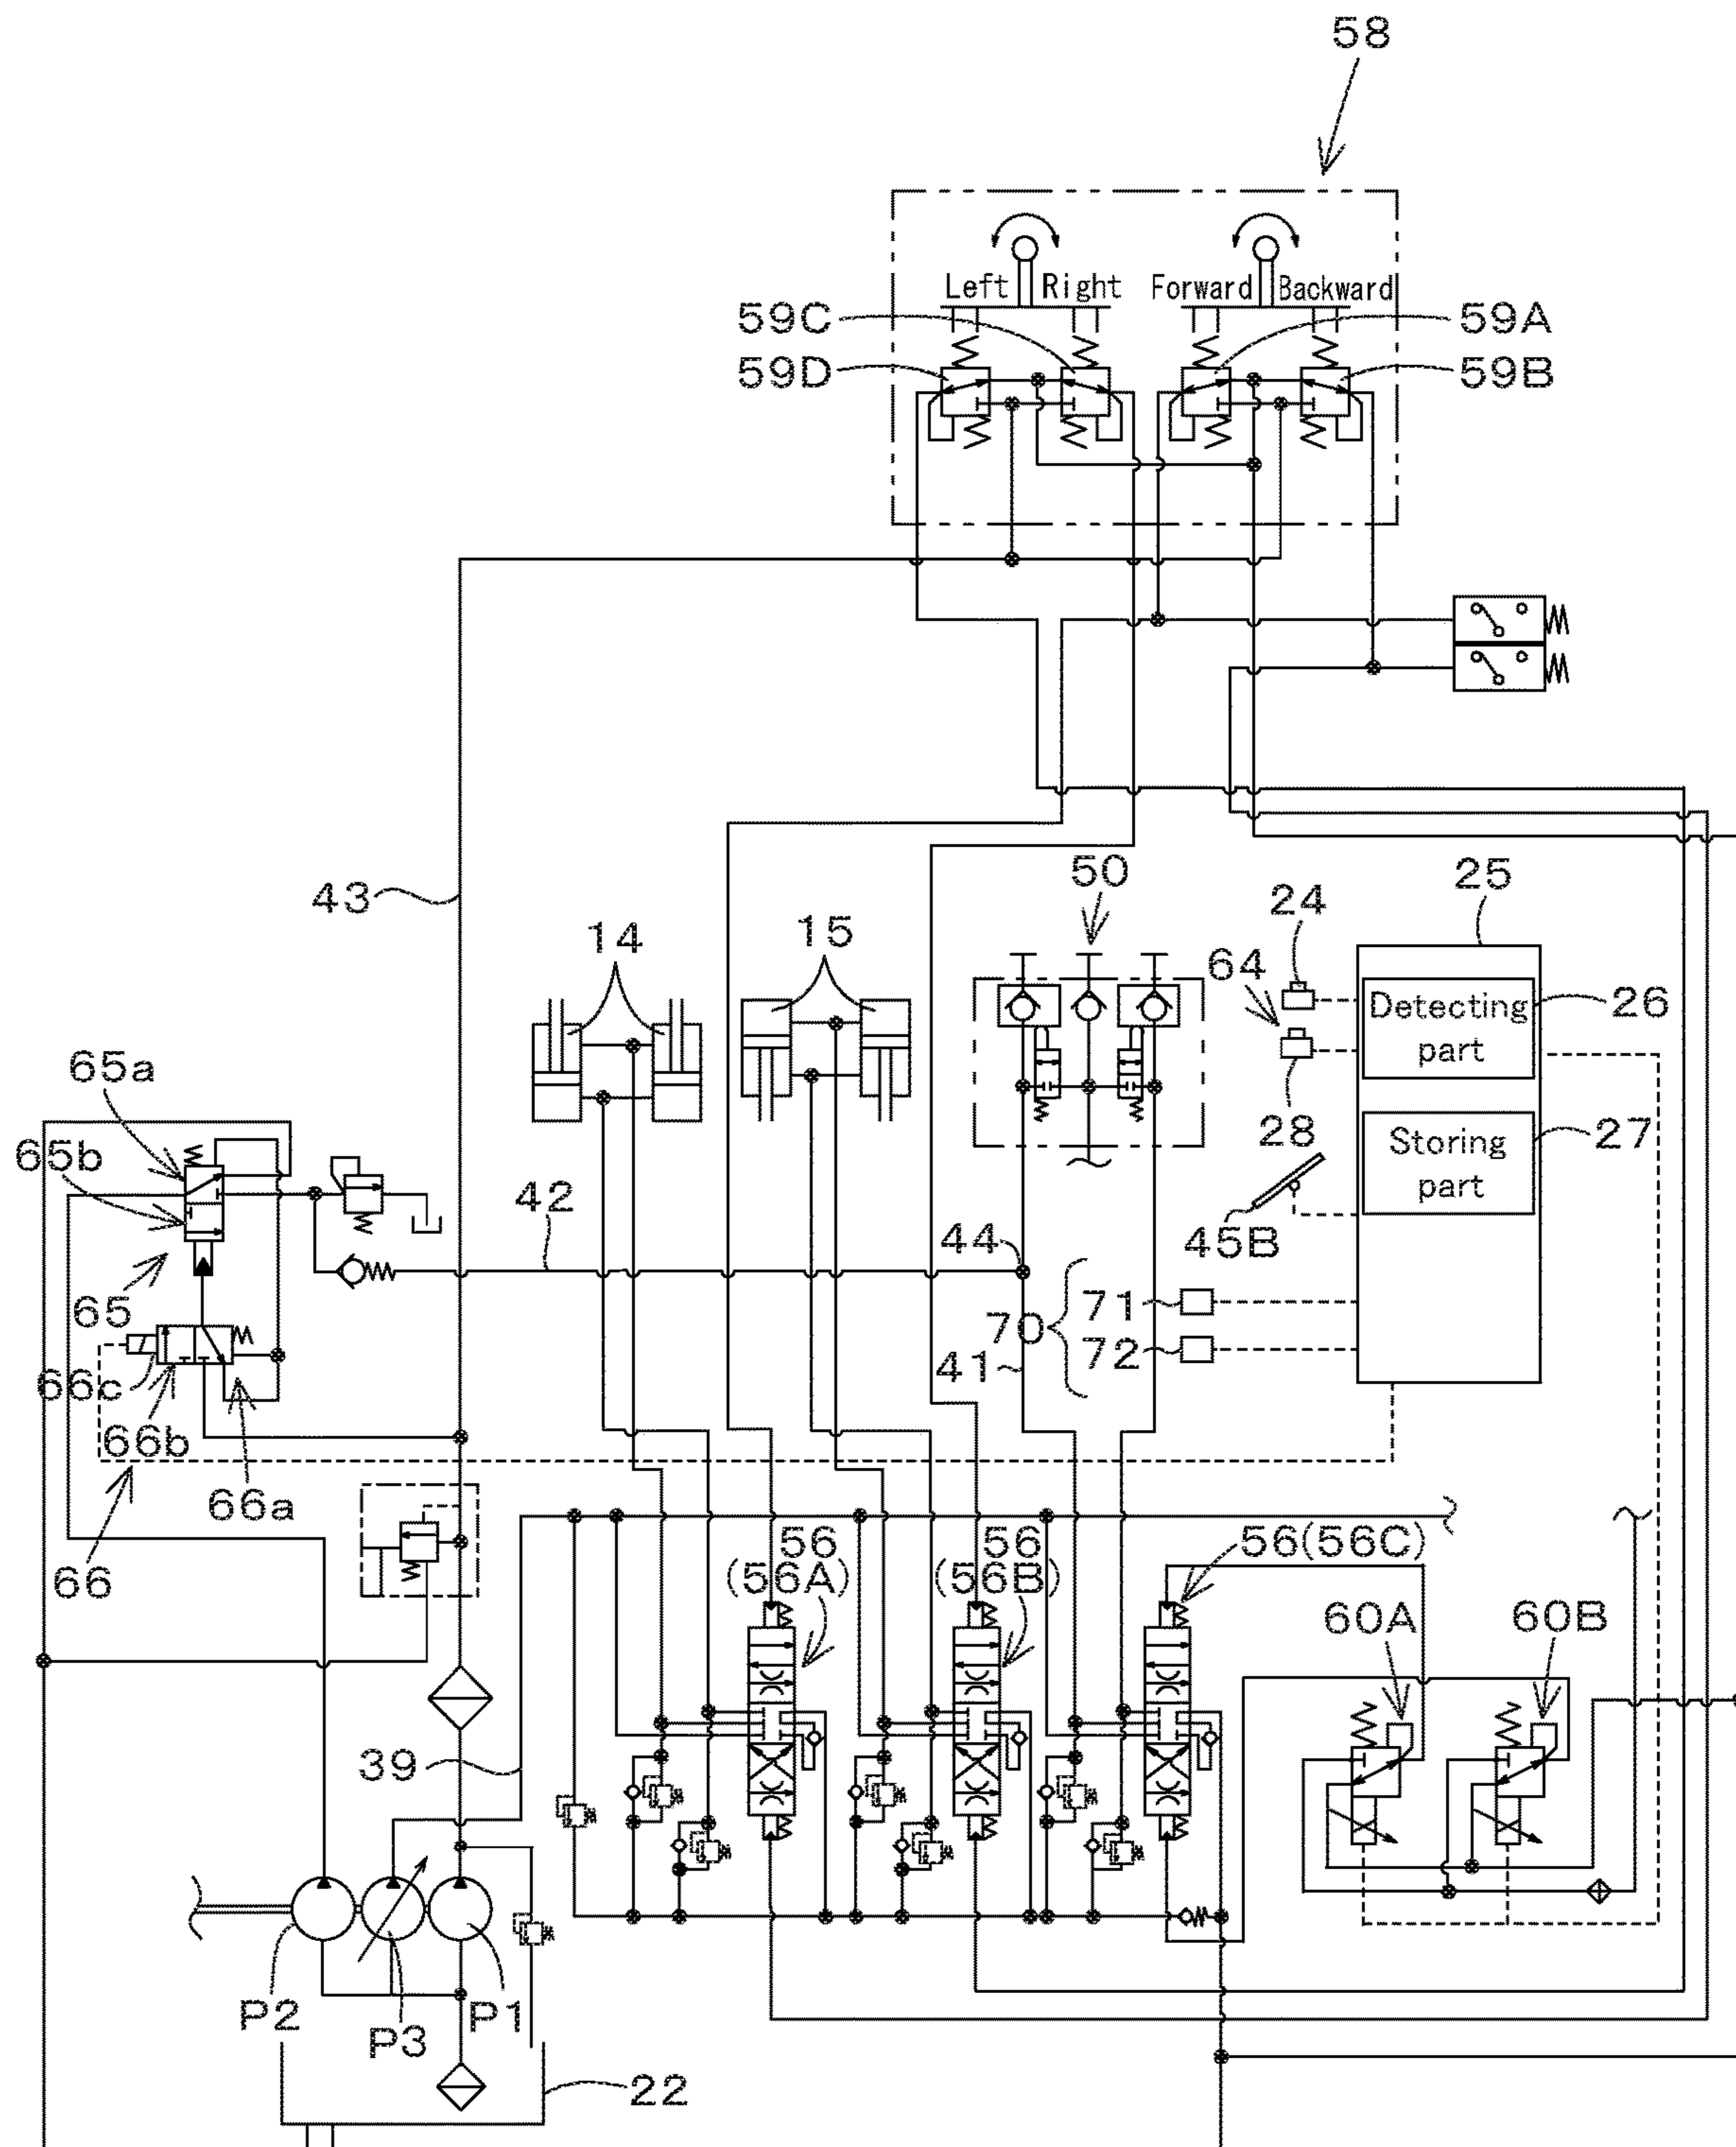 58
Left Right Forward Backward
59C
59A
59D
59B
50
25
43
24
14
15
64
Detecting part
26
65a
28
65b
Storing part
27
42
44
45B
65
71
70
72
66c
41
66b
66a
56 (56A)
56 (56B)
56(56C)
66
60A
60B
39
P2
P3
P1
22